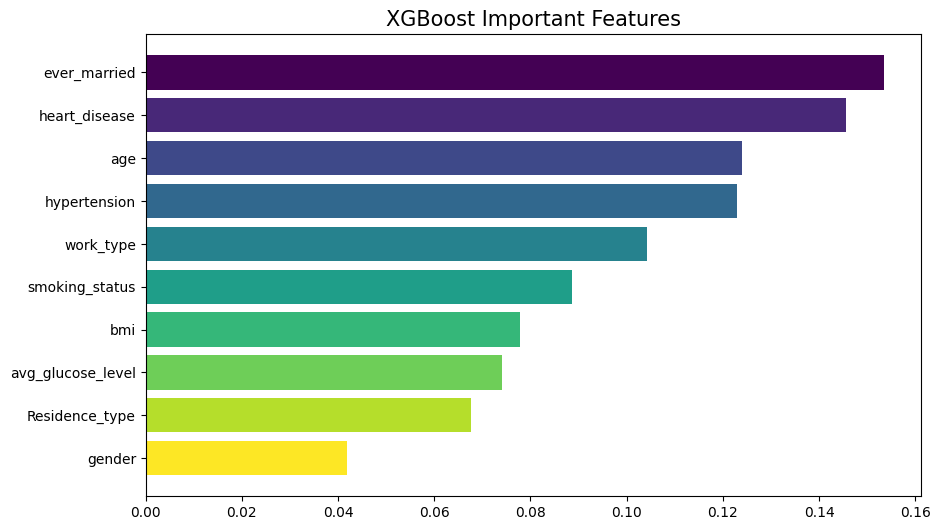 XGBoost Important Features
ever_married
heart_disease
age
hypertension
work_type
smoking_status
bmi
avg_glucose_level
Residence_type
gender
0.00 0.02 0.04 0.06 0.08 0.10 0.12 0.14 0.16